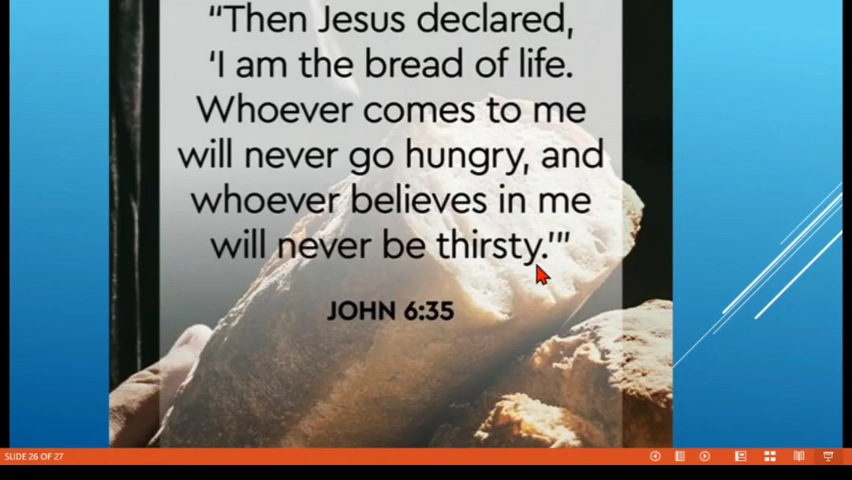 “Then Jesus declared,
‘I am the bread of life.
Whoever comes to me
will never go hungry, and
whoever believes in me
will never be thirsty.’”
JOHN 6:35
SLIDE 26 OF 27